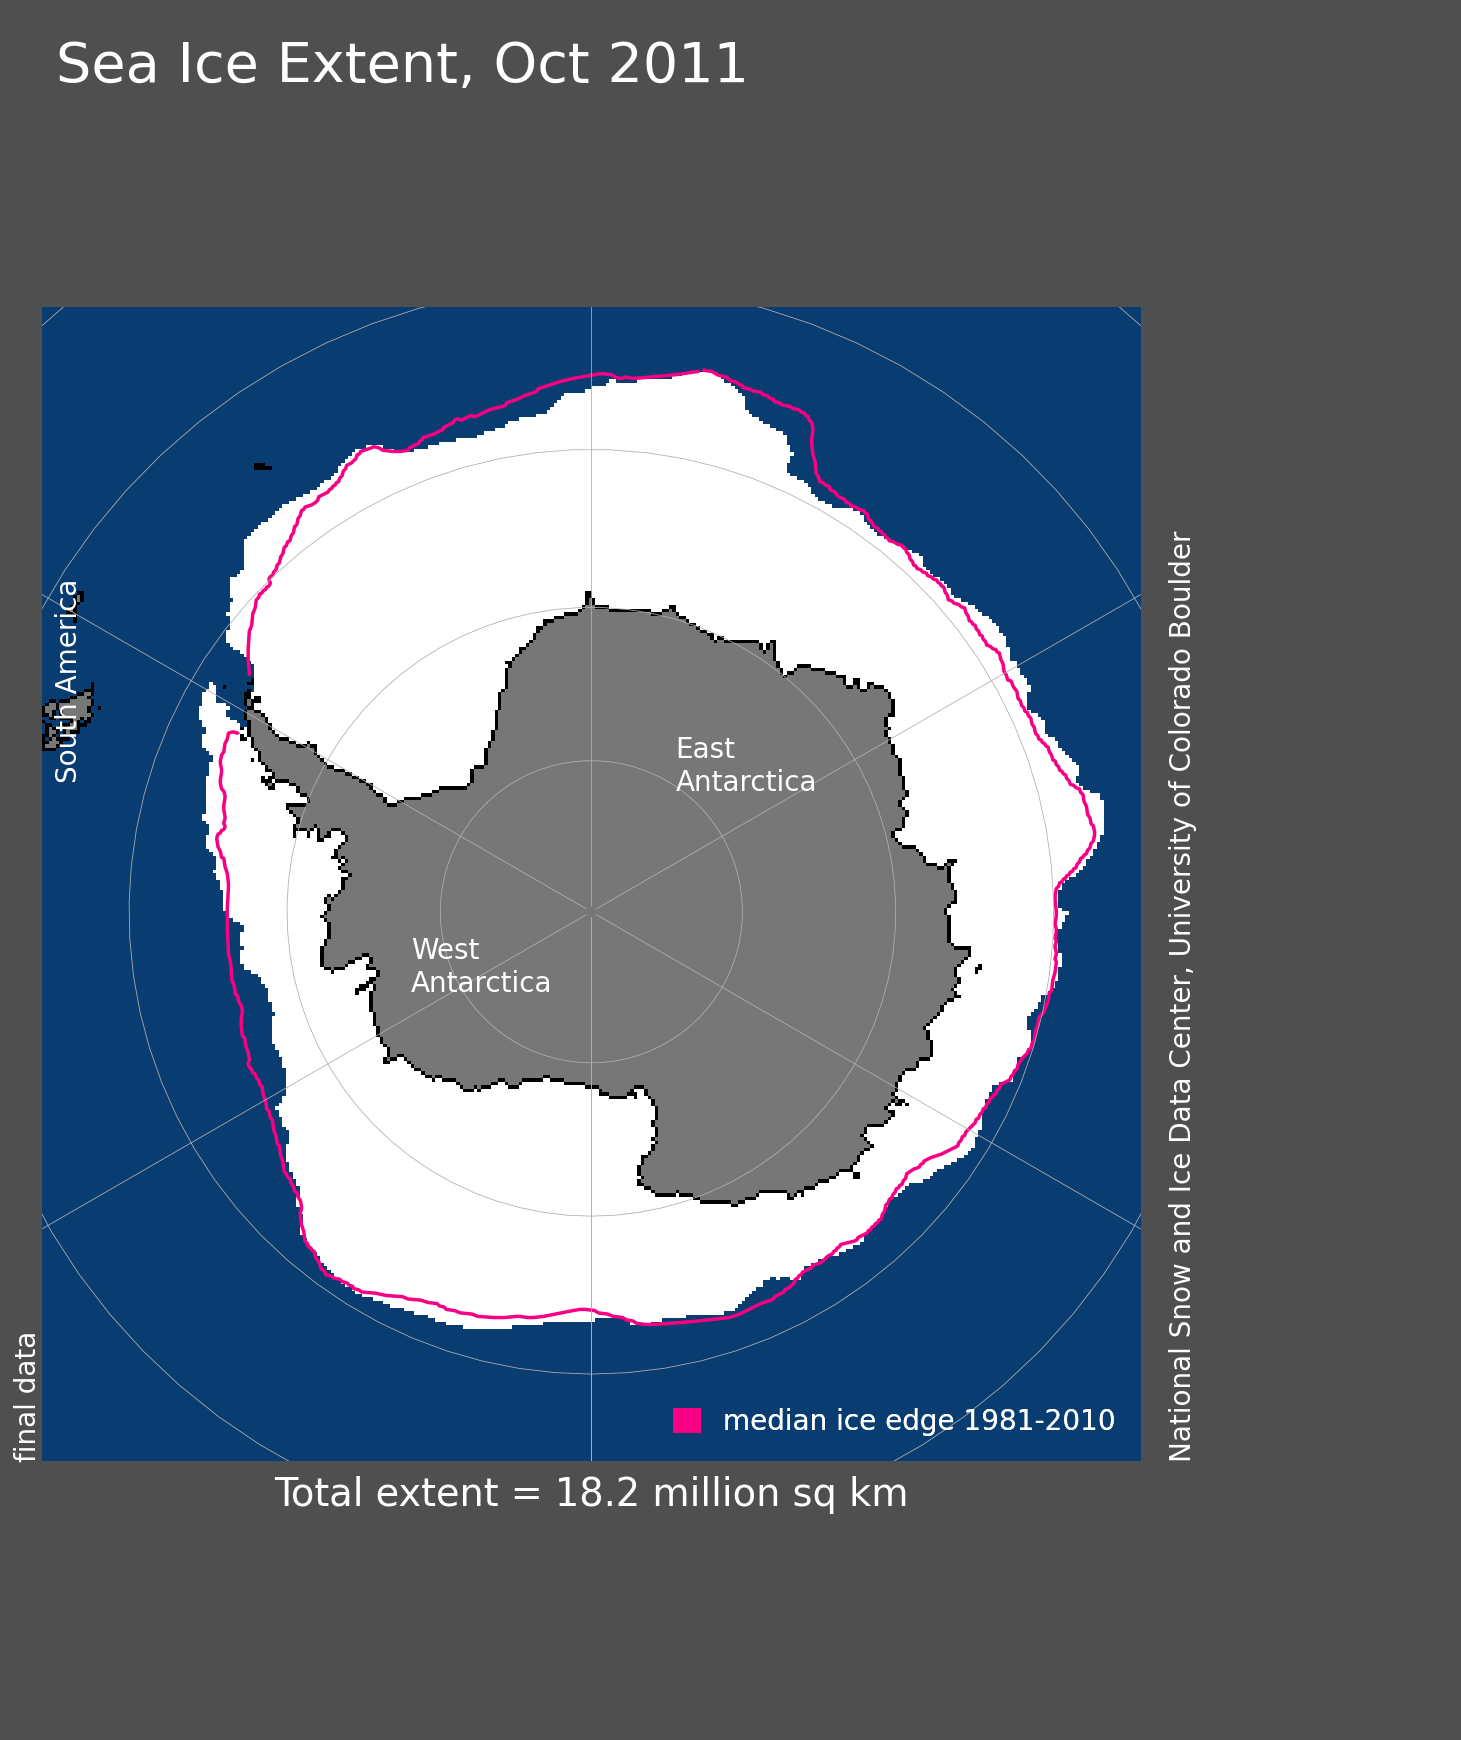 Sea Ice Extent, Oct 2011
South America
East
Antarctica
West
Antarctica
median ice edge 1981-2010
final data
National Snow and Ice Data Center, University of Colorado Boulder
Total extent = 18.2 million sq km